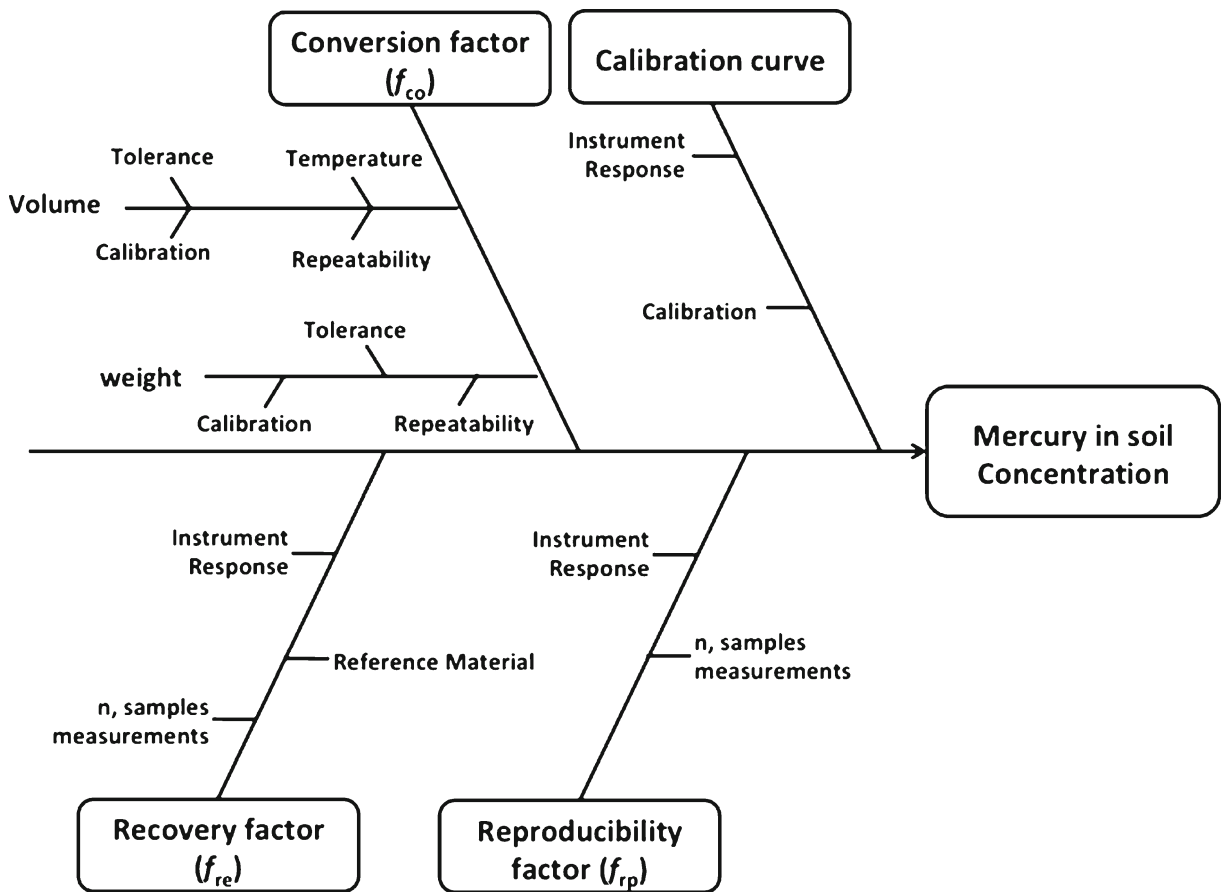 Conversion factor
(fco)
Calibration curve
Instrument
Response
Tolerance
Temperature
Volume
Calibration
Repeatability
Calibration
Tolerance
weight
Calibration
Repeatability
Mercury in soil
Concentration
Instrument
Response
Instrument
Response
Reference Material
n, samples
measurements
n, samples
measurements
Recovery factor
(fre)
Reproducibility
factor (frp)